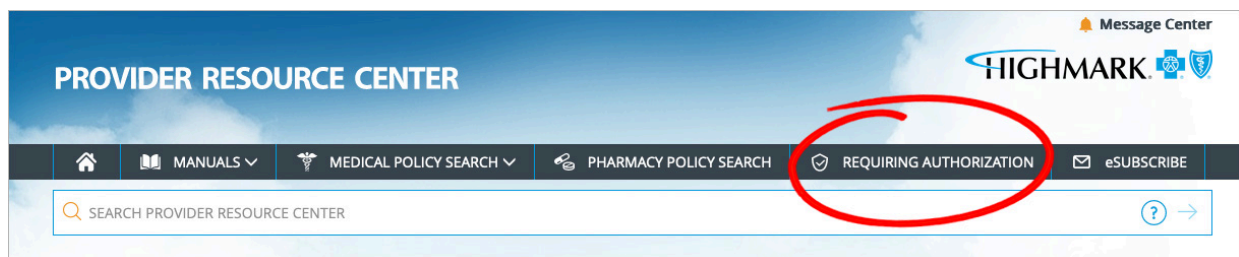 Message Center
PROVIDER RESOURCE CENTER
HIGHMARK.
MANUALS
MEDICAL POLICY SEARCH
PHARMACY POLICY SEARCH
REQUIRING AUTHORIZATION
eSUBSCRIBE
SEARCH PROVIDER RESOURCE CENTER
?